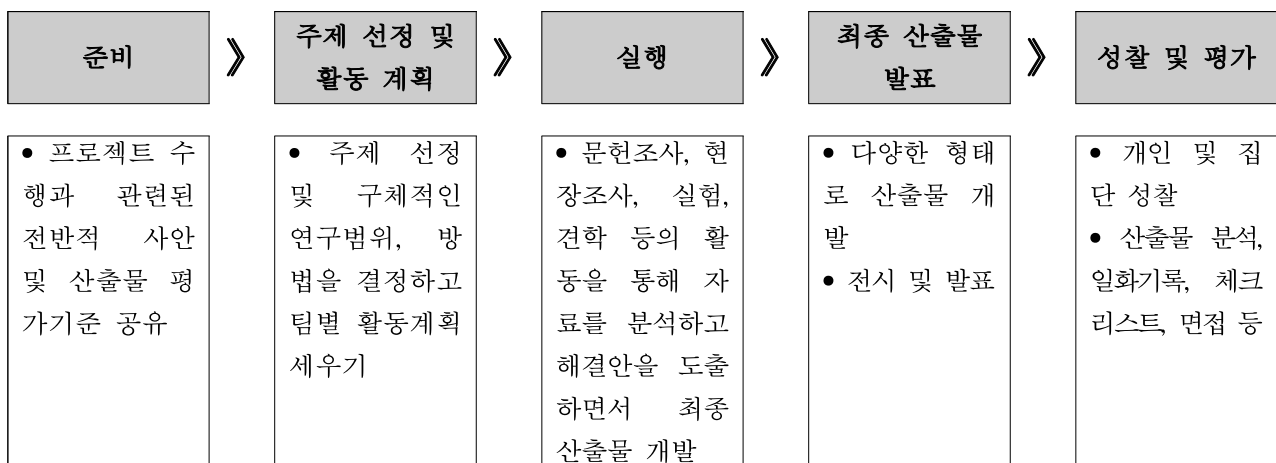 준비
》
주제 선정 및
활동 계획
》
실행
》
최종 산출물
발표
》
성찰 및 평가
• 프로젝트 수
행과 관련된
전반적 사안
및 산출물 평
가기준 공유
• 주제 선정
및 구체적인
연구범위, 방
법을 결정하고
팀별 활동계획
세우기
• 문헌조사, 현
장조사, 실험,
견학 등의 활
동을 통해 자
료를 분석하고
해결안을 도출
하면서 최종
산출물 개발
• 다양한 형태
로 산출물 개
발
• 전시 및 발표
• 개인 및 집
단 성찰
• 산출물 분석,
일화기록, 체크
리스트, 면접 등